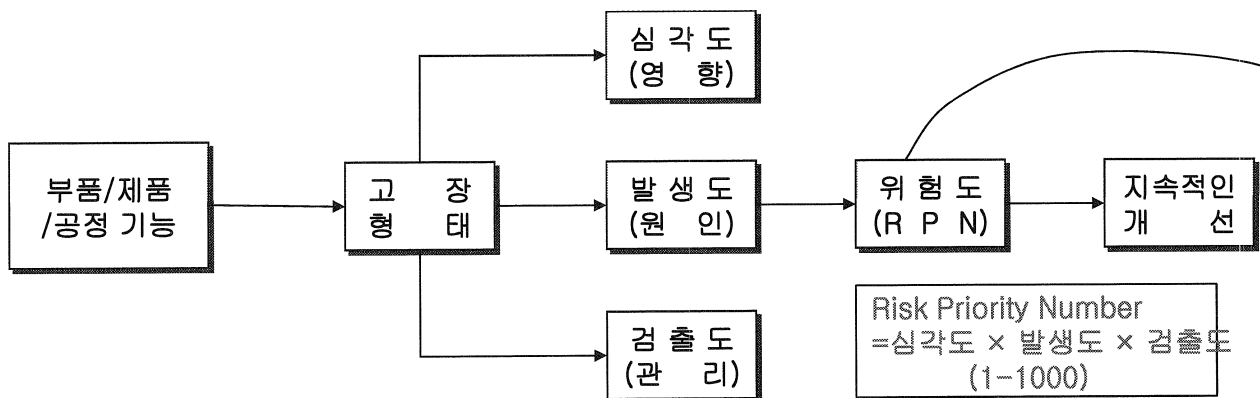 심 각 도
(영 향)
부품/제품
/공정 기능
고 장
형 태
발 생 도
(원 인)
위 험 도
(R P N)
지속적인
개 선
검 출 도
(관 리)
Risk Priority Number
=심각도 × 발생도 × 검출도
(1-1000)